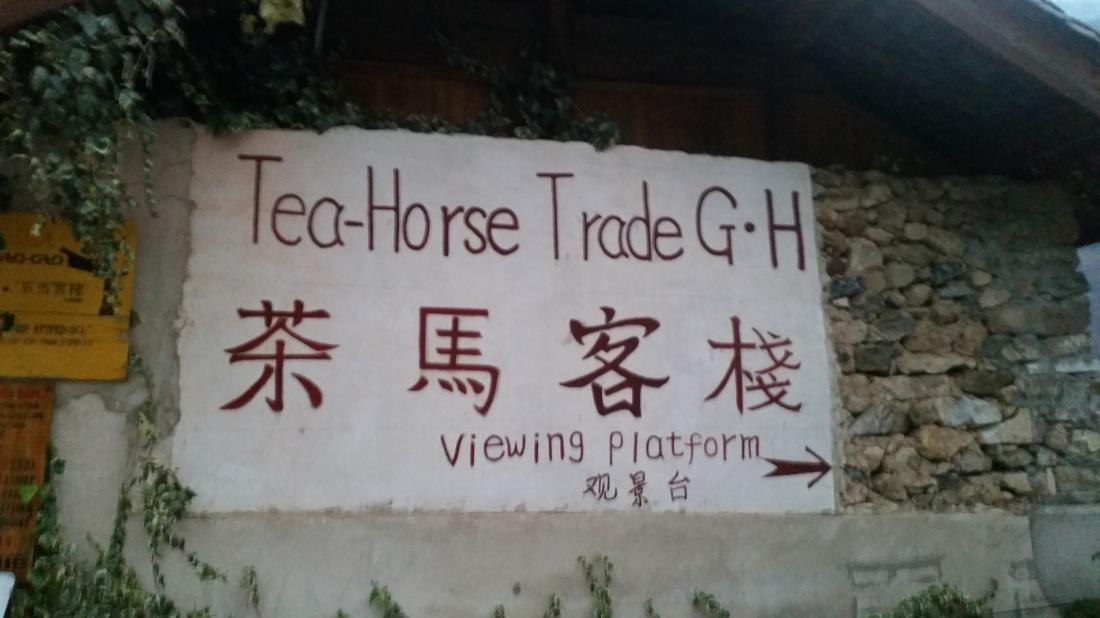 Tea-Horse Trade G·H
茶馬客棧
viewing platform
观景台